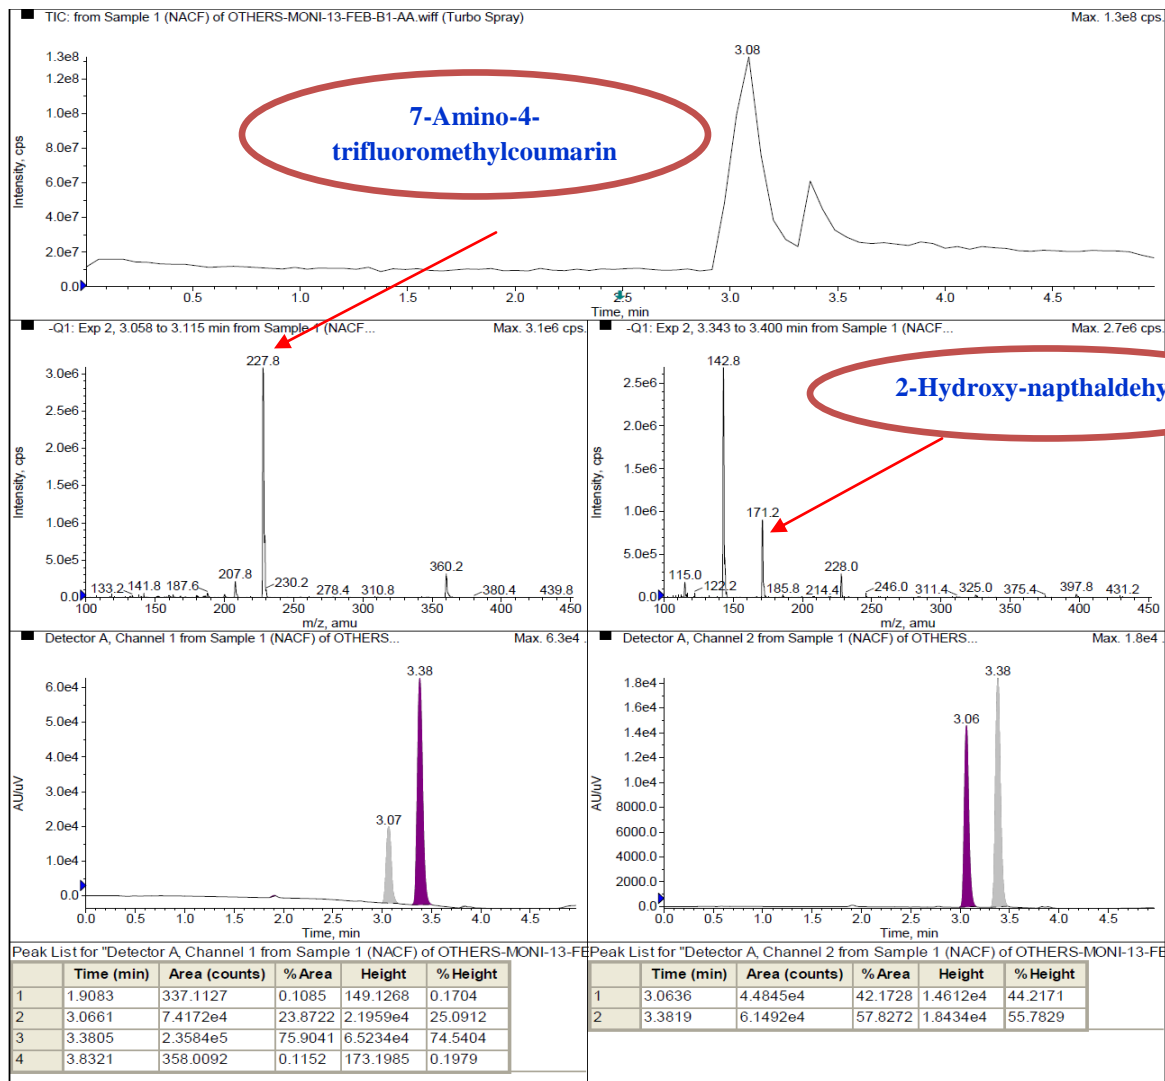 TIC: from Sample 1 (NACF) of OTHERS-MONI-13-FEB-B1-AA.wiff (Turbo Spray)
Max. 1.3e8 cps.
3.08
7-Amino-4-
trifluoromethylcoumarin
Intensity, cps
1.3e8
1.2e8
1.0e8
8.0e7
6.0e7
4.0e7
2.0e7
0.0
0.5 1.0 1.5 2.0 2.5 3.0 3.5 4.0 4.5
Time, min
-Q1: Exp 2, 3.058 to 3.115 min from Sample 1 (NACF...
Max. 3.1e6 cps.
227.8
Intensity, cps
3.0e6
2.5e6
2.0e6
1.5e6
1.0e6
5.0e5
0.0
133.2 141.8 187.6 207.8 230.2 278.4 310.8 360.2 380.4 439.8
100 150 200 250 300 350 400 450
m/z, amu
-Q1: Exp 2, 3.343 to 3.400 min from Sample 1 (NACF...
Max. 2.7e6 cps.
142.8
2-Hydroxy-napthaldehy
Intensity, cps
2.5e6
2.0e6
1.5e6
1.0e6
5.0e5
0.0
171.2
115.0 122.2 185.8 214.4 228.0 246.0 311.4 325.0 375.4 397.8 431.2
100 150 200 250 300 350 400 450
m/z, amu
Detector A, Channel 1 from Sample 1 (NACF) of OTHERS...
Max. 6.3e4 .
3.38
3.07
AU/uV
6.0e4
4.0e4
2.0e4
0.0
0.0 0.5 1.0 1.5 2.0 2.5 3.0 3.5 4.0 4.5
Time, min
Detector A, Channel 2 from Sample 1 (NACF) of OTHERS...
Max. 1.8e4 .
3.38
3.06
AU/uV
1.8e4
1.6e4
1.4e4
1.2e4
1.0e4
8000.0
6000.0
4000.0
2000.0
0.0
0.0 0.5 1.0 1.5 2.0 2.5 3.0 3.5 4.0 4.5
Time, min
Peak List for "Detector A, Channel 1 from Sample 1 (NACF) of OTHERS-MONI-13-FE
Time (min) Area (counts) % Area Height % Height
1 1.9083 337.1127 0.1085 149.1268 0.1704
2 3.0661 7.4172e4 23.8722 2.1959e4 25.0912
3 3.3805 2.3584e5 75.9041 6.5234e4 74.5404
4 3.8321 358.0092 0.1152 173.1985 0.1979
Peak List for "Detector A, Channel 2 from Sample 1 (NACF) of OTHERS-MONI-13-FE
Time (min) Area (counts) % Area Height % Height
1 3.0636 4.4845e4 42.1728 1.4612e4 44.2171
2 3.3819 6.1492e4 57.8272 1.8434e4 55.7829